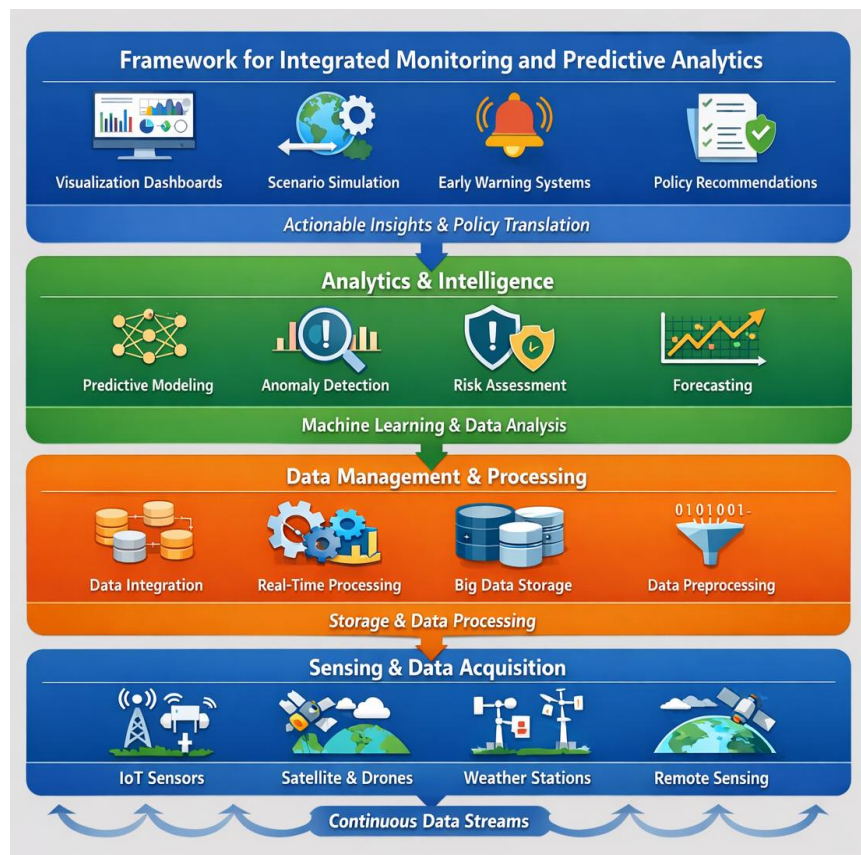 Framework for Integrated Monitoring and Predictive Analytics
Visualization Dashboards
Scenario Simulation
Early Warning Systems
Policy Recommendations
Actionable Insights & Policy Translation
Analytics & Intelligence
Predictive Modeling
Anomaly Detection
Risk Assessment
Forecasting
Machine Learning & Data Analysis
Data Management & Processing
0101001-
Data Integration
Real-Time Processing
Big Data Storage
Data Preprocessing
Storage & Data Processing
Sensing & Data Acquisition
IoT Sensors
Satellite & Drones
Weather Stations
Remote Sensing
Continuous Data Streams